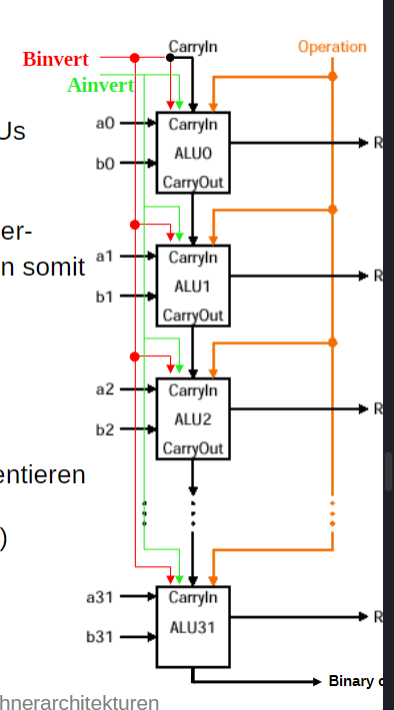 CarryIn
Operation
Binvert
Ainvert
a0
CarryIn
Us
R
ALU0
b0
CarryOut
er-
a1
CarryIn
n somit
R
ALU1
b1
CarryOut
a2
CarryIn
R
ALU2
b2
CarryOut
entieren
)
a31
CarryIn
R
ALU31
b31
Binary
hnerarchitekturen